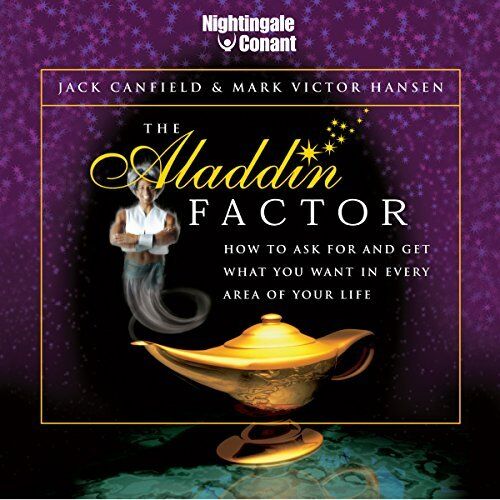 Nightingale
Conant
JACK CANFIELD & MARK VICTOR HANSEN
THE
Aladdin
FACTOR
HOW TO ASK FOR AND GET
WHAT YOU WANT IN EVERY
AREA OF YOUR LIFE